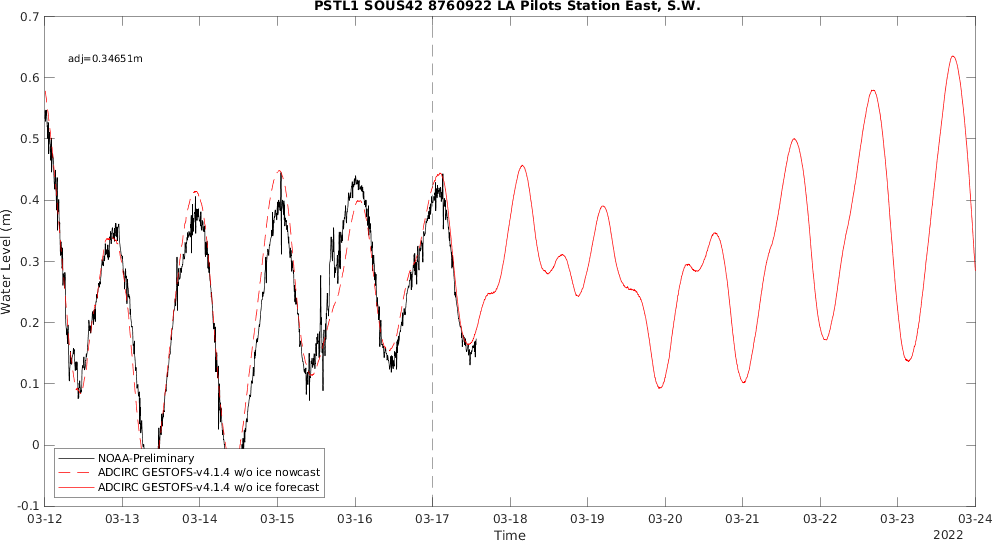 PSTL1 SOUS42 8760922 LA Pilots Station East, S.W.
adj=0.34651m
0.7
0.6
0.5
0.4
0.3
0.2
0.1
0
-0.1
Water Level (m)
NOAA-Preliminary
ADCIRC GESTOFS-v4.1.4 w/o ice nowcast
ADCIRC GESTOFS-v4.1.4 w/o ice forecast
03-12 03-13 03-14 03-15 03-16 03-17 03-18 03-19 03-20 03-21 03-22 03-23 03-24
Time
2022